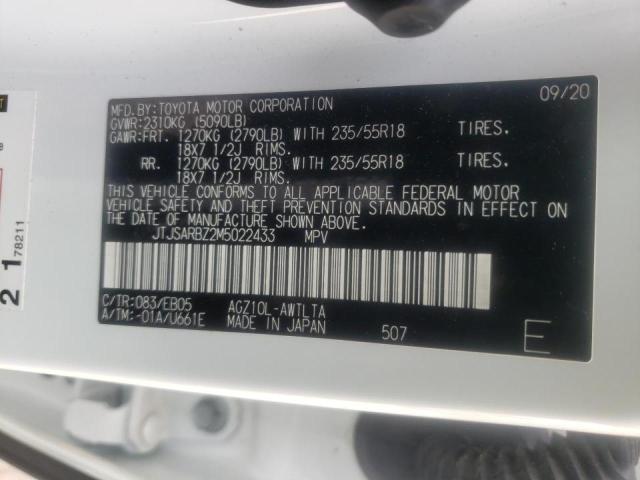 MFD.BY:TOYOTA MOTOR CORPORATION 09/20
GVWR:2310KG (5090LB)
GAWR:FRT. 1270KG (2790LB) WITH 235/55R18 TIRES.
18X7 1/2J RIMS.
RR. 1270KG (2790LB) WITH 235/55R18 TIRES.
18X7 1/2J RIMS.
THIS VEHICLE CONFORMS TO ALL APPLICABLE FEDERAL MOTOR
VEHICLE SAFETY AND THEFT PREVENTION STANDARDS IN EFFECT ON
THE DATE OF MANUFACTURE SHOWN ABOVE.
JTJSARBZ2M5022433 MPV
C/TR:083/EB05 AGZ10L-AWTLTA
A/TM:-01A/U661E MADE IN JAPAN 507 E
2 1 78211